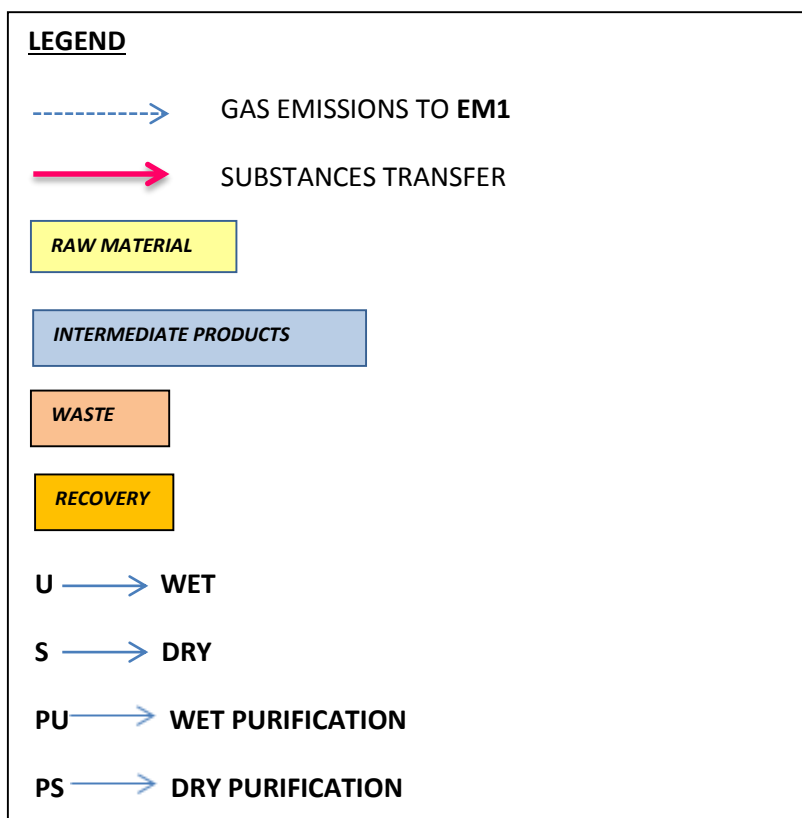 LEGEND
GAS EMISSIONS TO EM1
SUBSTANCES TRANSFER
RAW MATERIAL
INTERMEDIATE PRODUCTS
WASTE
RECOVERY
U WET
S DRY
PU WET PURIFICATION
PS DRY PURIFICATION